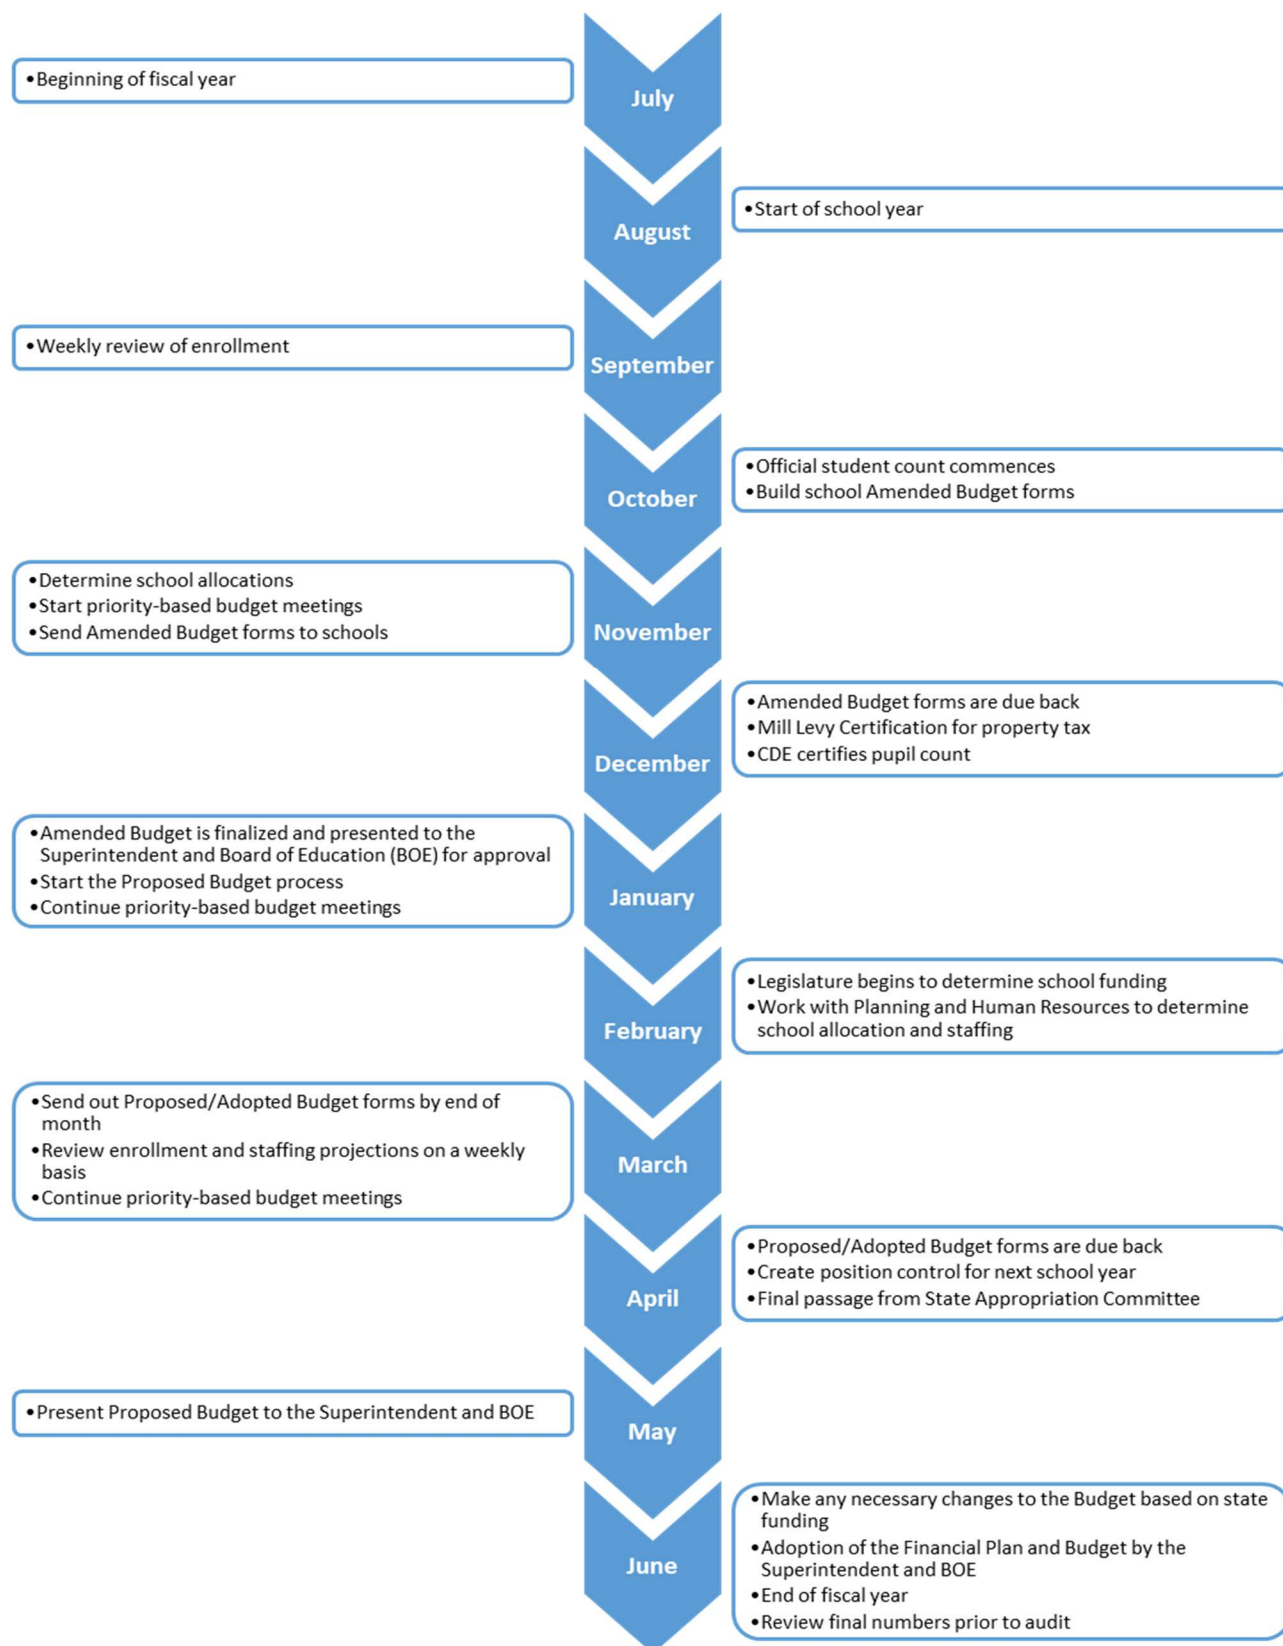 •Beginning of fiscal year
July
•Start of school year
August
•Weekly review of enrollment
September
•Official student count commences
•Build school Amended Budget forms
October
•Determine school allocations
•Start priority-based budget meetings
•Send Amended Budget forms to schools
November
•Amended Budget forms are due back
•Mill Levy Certification for property tax
•CDE certifies pupil count
December
•Amended Budget is finalized and presented to the
Superintendent and Board of Education (BOE) for approval
•Start the Proposed Budget process
•Continue priority-based budget meetings
January
•Legislature begins to determine school funding
•Work with Planning and Human Resources to determine
school allocation and staffing
February
•Send out Proposed/Adopted Budget forms by end of
month
•Review enrollment and staffing projections on a weekly
basis
•Continue priority-based budget meetings
March
•Proposed/Adopted Budget forms are due back
•Create position control for next school year
•Final passage from State Appropriation Committee
April
•Present Proposed Budget to the Superintendent and BOE
May
•Make any necessary changes to the Budget based on state
funding
•Adoption of the Financial Plan and Budget by the
Superintendent and BOE
•End of fiscal year
•Review final numbers prior to audit
June